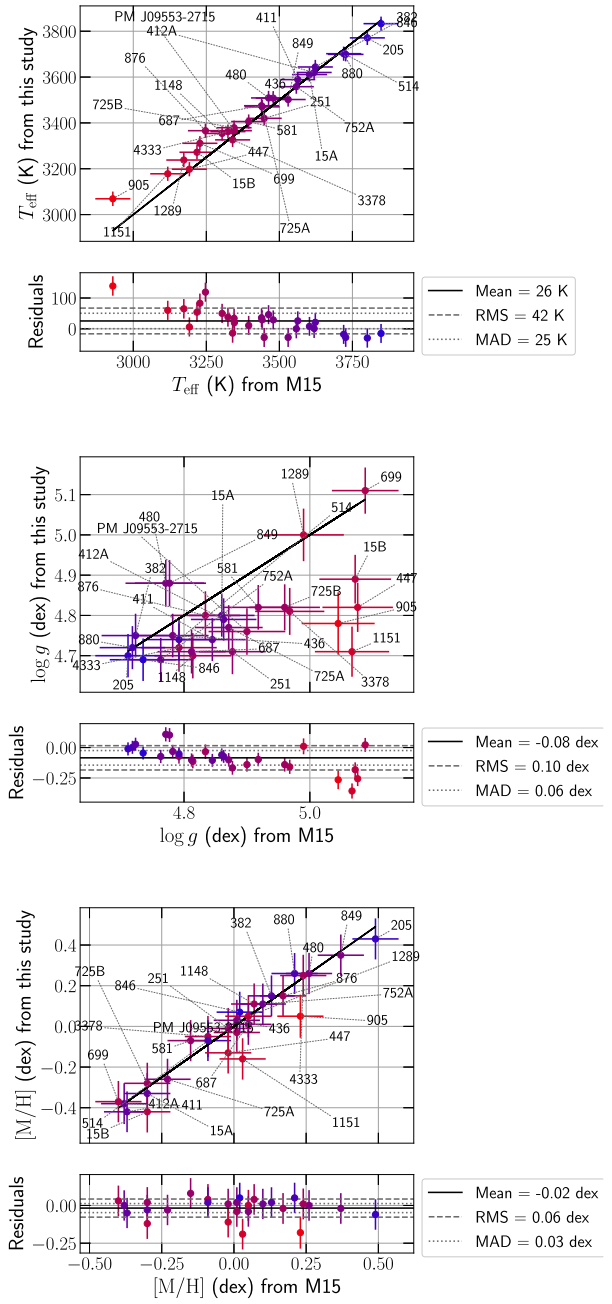 PM J09553-2715
411
382
846
3800
412A
849
205
876
3600
480
436
880
514
1148
725B
251
3400
687
581
752A
4333
447
15A
3200
905
15B
699
3378
3000
1151
1289
725A
T_eff (K) from this study
100
0
Residuals
Mean = 26 K
RMS = 42 K
MAD = 25 K
3000 3250 3500 3750
T_eff (K) from M15
1289
699
5.1
15A
514
480
5.0
PM J09553-2715
849
15B
412A
581
4.9
382
752A
876
725B
447
411
905
4.8
880
436
1151
4.7
4333
687
205
1148
846
251
725A
3378
log g (dex) from this study
0.00
−0.25
Residuals
Mean = -0.08 dex
RMS = 0.10 dex
MAD = 0.06 dex
4.8 5.0
log g (dex) from M15
382
880
849
205
0.4
480
725B
1289
251
1148
876
846
752A
0.2
905
0.0
3378
PM J09553-2715
436
581
447
−0.2
699
687
4333
−0.4
514
412A
411
725A
1151
15B
15A
[M/H] (dex) from this study
0.00
−0.25
Residuals
Mean = -0.02 dex
RMS = 0.06 dex
MAD = 0.03 dex
−0.50 −0.25 0.00 0.25 0.50
[M/H] (dex) from M15